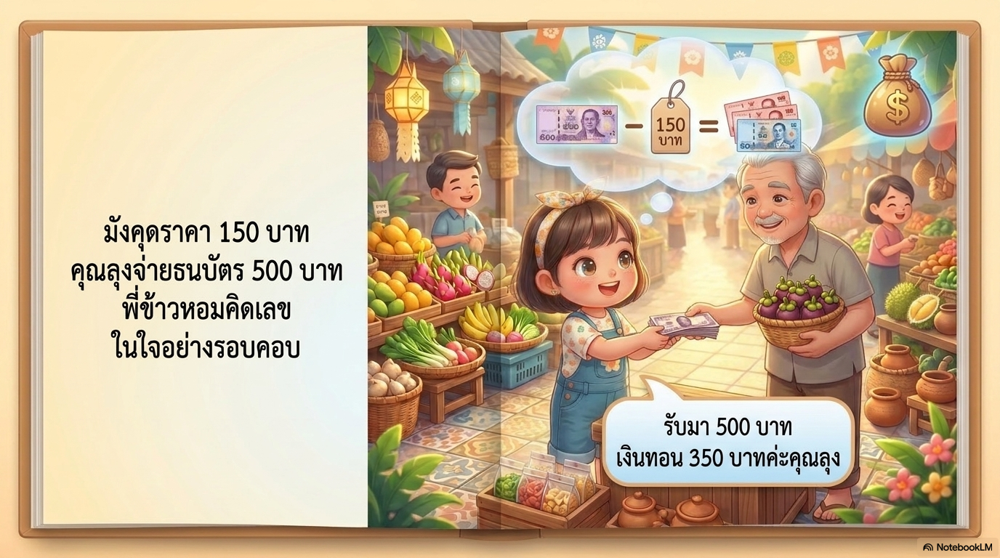 มังคุดราคา 150 บาท
คุณลุงจ่ายธนบัตร 500 บาท
พี่ข้าวหอมคิดเลข
ในใจอย่างรอบคอบ
150
บาท
$
รับมา 500 บาท
เงินทอน 350 บาทค่ะคุณลุง
NotebookLM